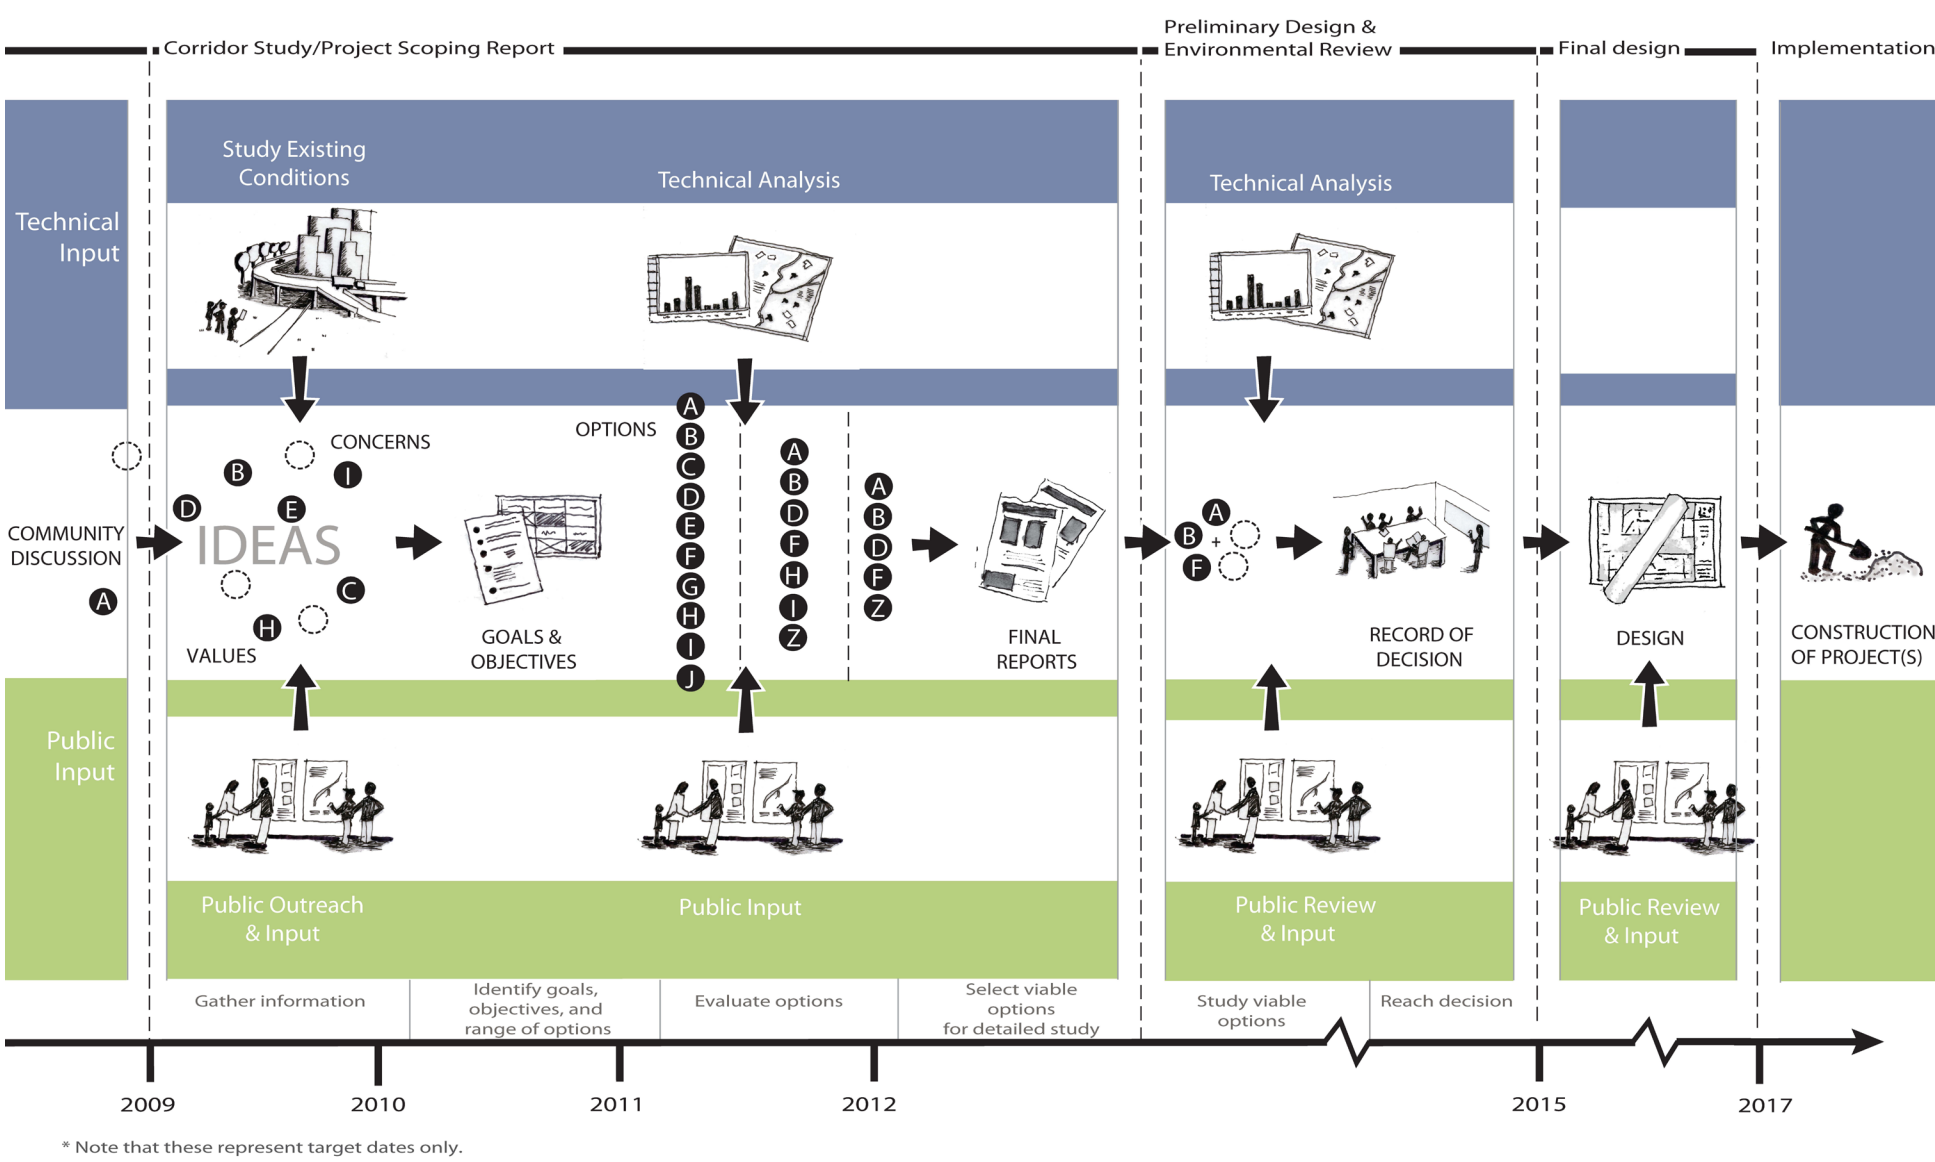 Corridor Study/Project Scoping Report
Preliminary Design &
Environmental Review
Final design
Implementation
Technical
Input
Study Existing
Conditions
Technical Analysis
Technical Analysis
COMMUNITY
DISCUSSION
A
CONCERNS
B
I
D
E
IDEAS
C
H
VALUES
GOALS &
OBJECTIVES
OPTIONS
A
B
C
D
E
F
G
H
I
J
A
B
D
F
H
I
Z
A
B
D
F
Z
FINAL
REPORTS
A
B +
F
RECORD OF
DECISION
DESIGN
CONSTRUCTION
OF PROJECT(S)
Public
Input
Public Outreach
& Input
Public Input
Public Review
& Input
Public Review
& Input
Gather information
Identify goals,
objectives, and
range of options
Evaluate options
Select viable
options
for detailed study
Study viable
options
Reach decision
2009
2010
2011
2012
2015
2017
* Note that these represent target dates only.